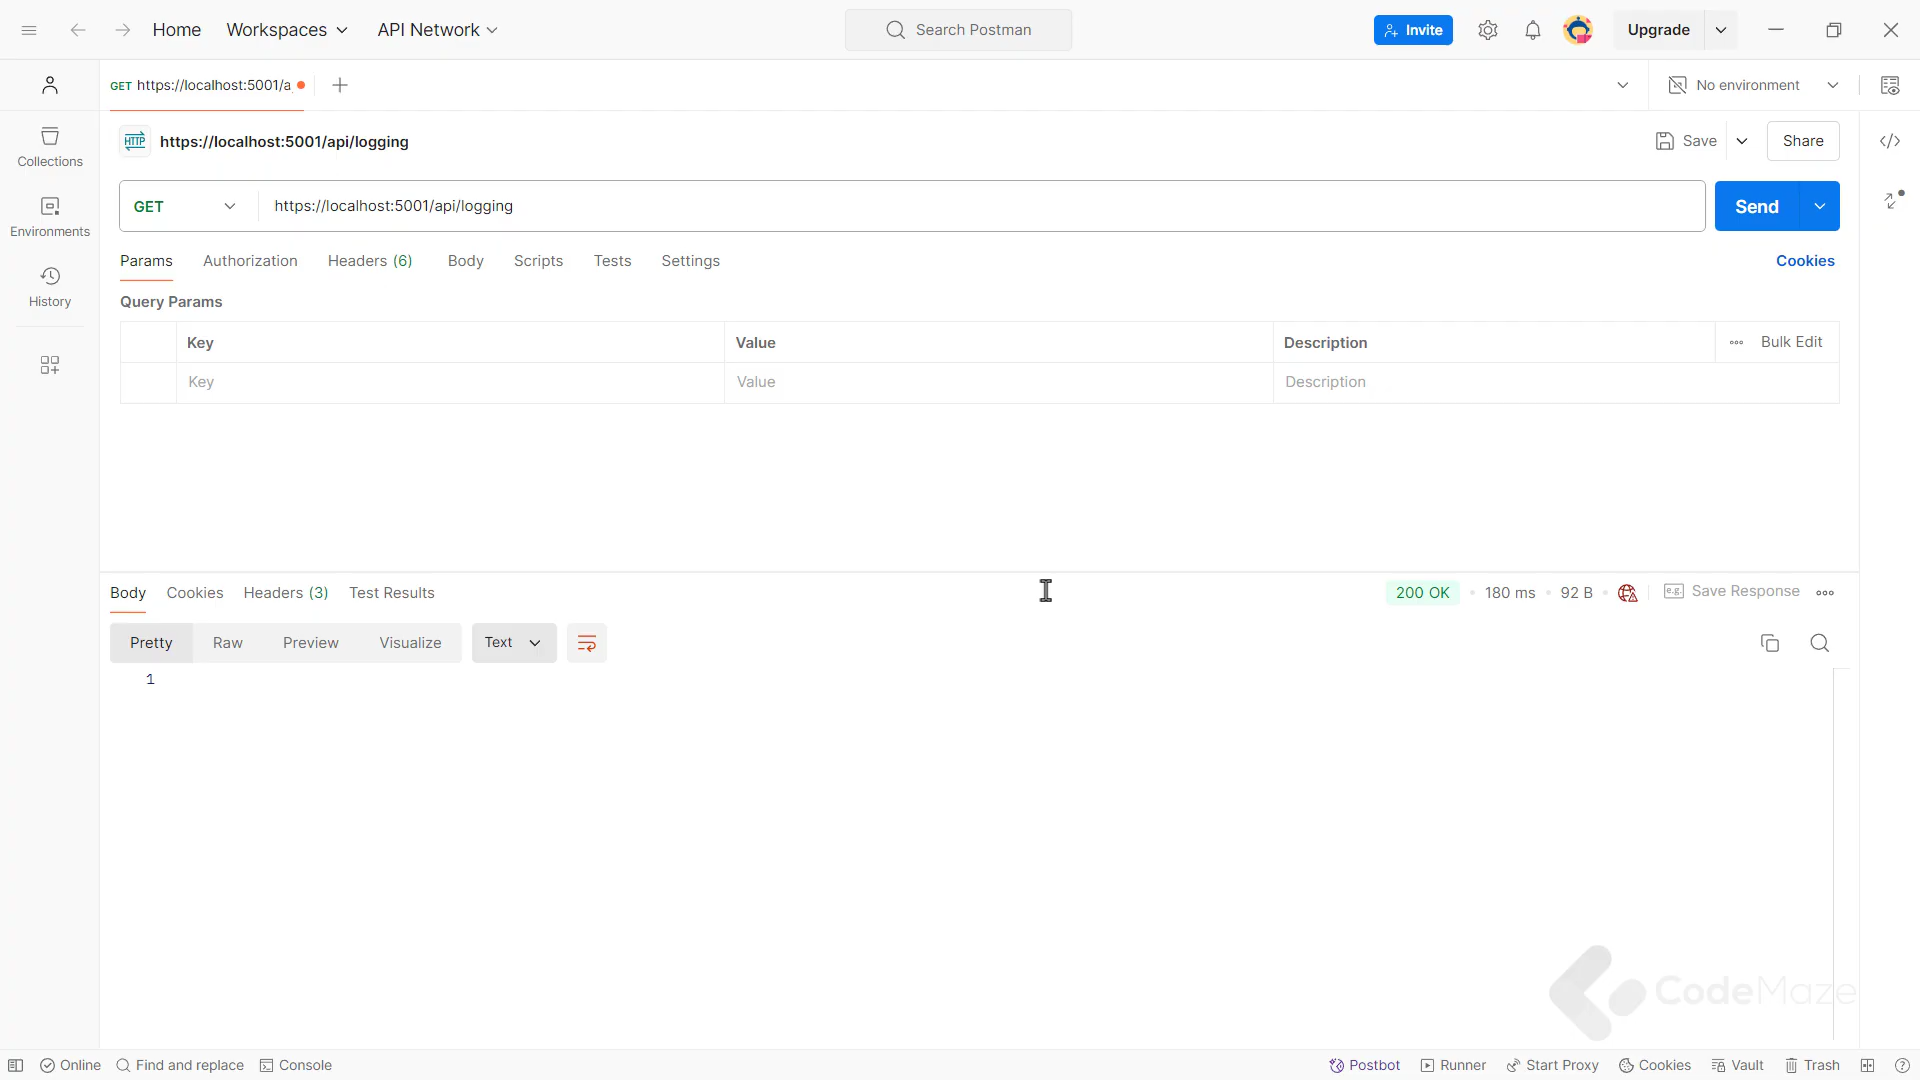 Home Workspaces API Network Search Postman Invite Upgrade
GET https://localhost:5001/a No environment
HTTP https://localhost:5001/api/logging Save Share
Collections
GET https://localhost:5001/api/logging Send
Environments
Params Authorization Headers (6) Body Scripts Tests Settings Cookies
History
Query Params
Key Value Description Bulk Edit
Key Value Description
Body Cookies Headers (3) Test Results 200 OK 180 ms 92 B e.g. Save Response
Pretty Raw Preview Visualize Text
1
CodeMaze
Online Find and replace Console Postbot Runner Start Proxy Cookies Vault Trash